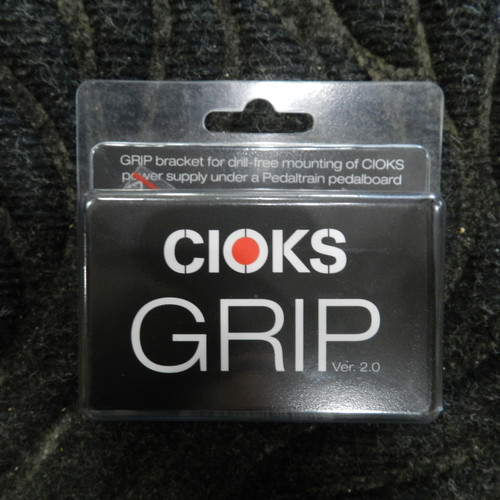 GRIP bracket for drill-free mounting of CIOKS
power supply under a Pedaltrain pedalboard
CIOKS
GRIP
Ver. 2.0